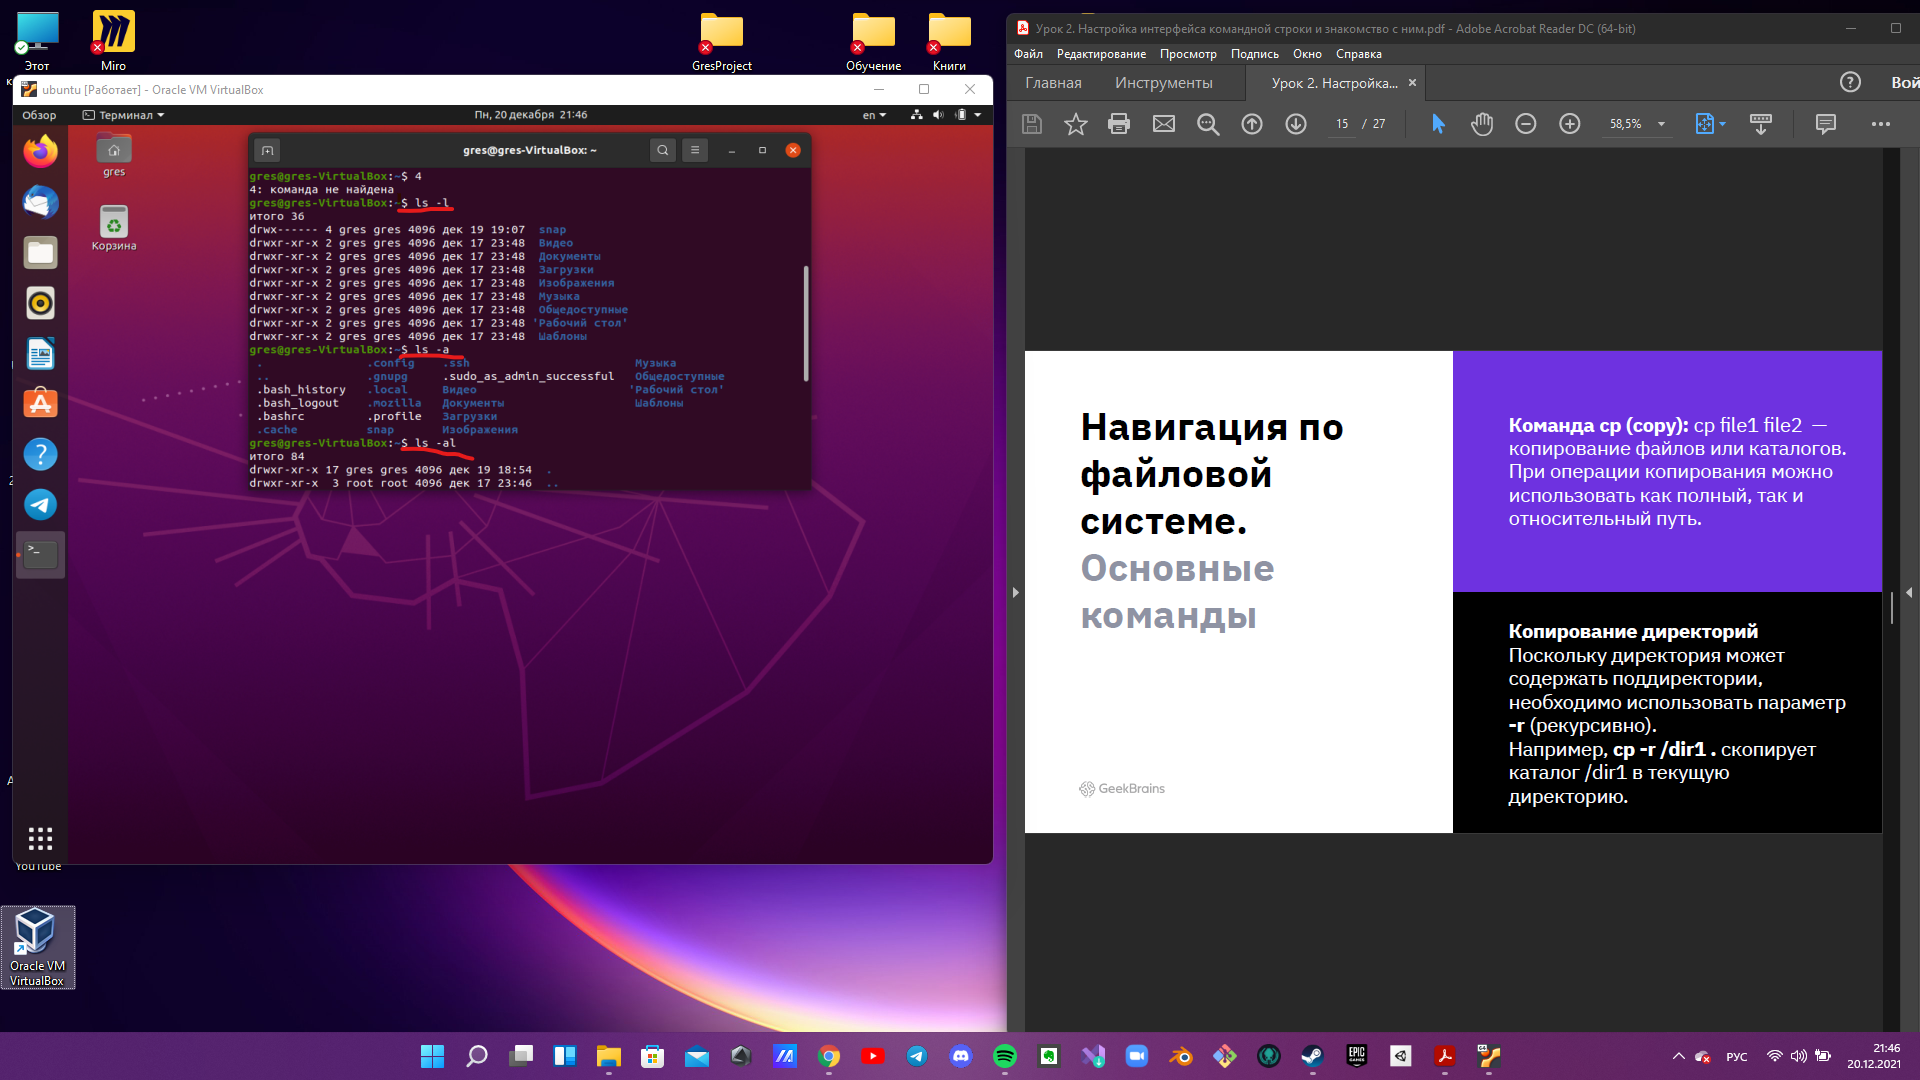 Этот
Miro
GresProject
Обучение
Книги
ubuntu [Работает] - Oracle VM VirtualBox
Обзор
Терминал
Пн, 20 декабря 21:46
en
gres
Корзина
gres@gres-VirtualBox: ~
gres@gres-VirtualBox:~$ 4
4: команда не найдена
gres@gres-VirtualBox:~$ ls -l
итого 36
drwx------ 4 gres gres 4096 дек 19 19:07 snap
drwxr-xr-x 2 gres gres 4096 дек 17 23:48 Видео
drwxr-xr-x 2 gres gres 4096 дек 17 23:48 Документы
drwxr-xr-x 2 gres gres 4096 дек 17 23:48 Загрузки
drwxr-xr-x 2 gres gres 4096 дек 17 23:48 Изображения
drwxr-xr-x 2 gres gres 4096 дек 17 23:48 Музыка
drwxr-xr-x 2 gres gres 4096 дек 17 23:48 Общедоступные
drwxr-xr-x 2 gres gres 4096 дек 17 23:48 'Рабочий стол'
drwxr-xr-x 2 gres gres 4096 дек 17 23:48 Шаблоны
gres@gres-VirtualBox:~$ ls -a
. .config .ssh Музыка
.. .gnupg .sudo_as_admin_successful Общедоступные
.bash_history .local Видео 'Рабочий стол'
.bash_logout .mozilla Документы Шаблоны
.bashrc .profile Загрузки
.cache snap Изображения
gres@gres-VirtualBox:~$ ls -al
итого 84
drwxr-xr-x 17 gres gres 4096 дек 19 18:54 .
drwxr-xr-x 3 root root 4096 дек 17 23:46 ..
YouTube
Oracle VM
VirtualBox
Урок 2. Настройка интерфейса командной строки и знакомство с ним.pdf - Adobe Acrobat Reader DC (64-bit)
Файл Редактирование Просмотр Подпись Окно Справка
Главная Инструменты Урок 2. Настройка... Вой
15 / 27 58,5%
Навигация по
файловой
системе.
Основные
команды
GeekBrains
Команда cp (copy): cp file1 file2 —
копирование файлов или каталогов.
При операции копирования можно
использовать как полный, так и
относительный путь.
Копирование директорий
Поскольку директория может
содержать поддиректории,
необходимо использовать параметр
-r (рекурсивно).
Например, cp -r /dir1 . скопирует
каталог /dir1 в текущую
директорию.
EPIC
GAMES
64
РУС
21:46
20.12.2021